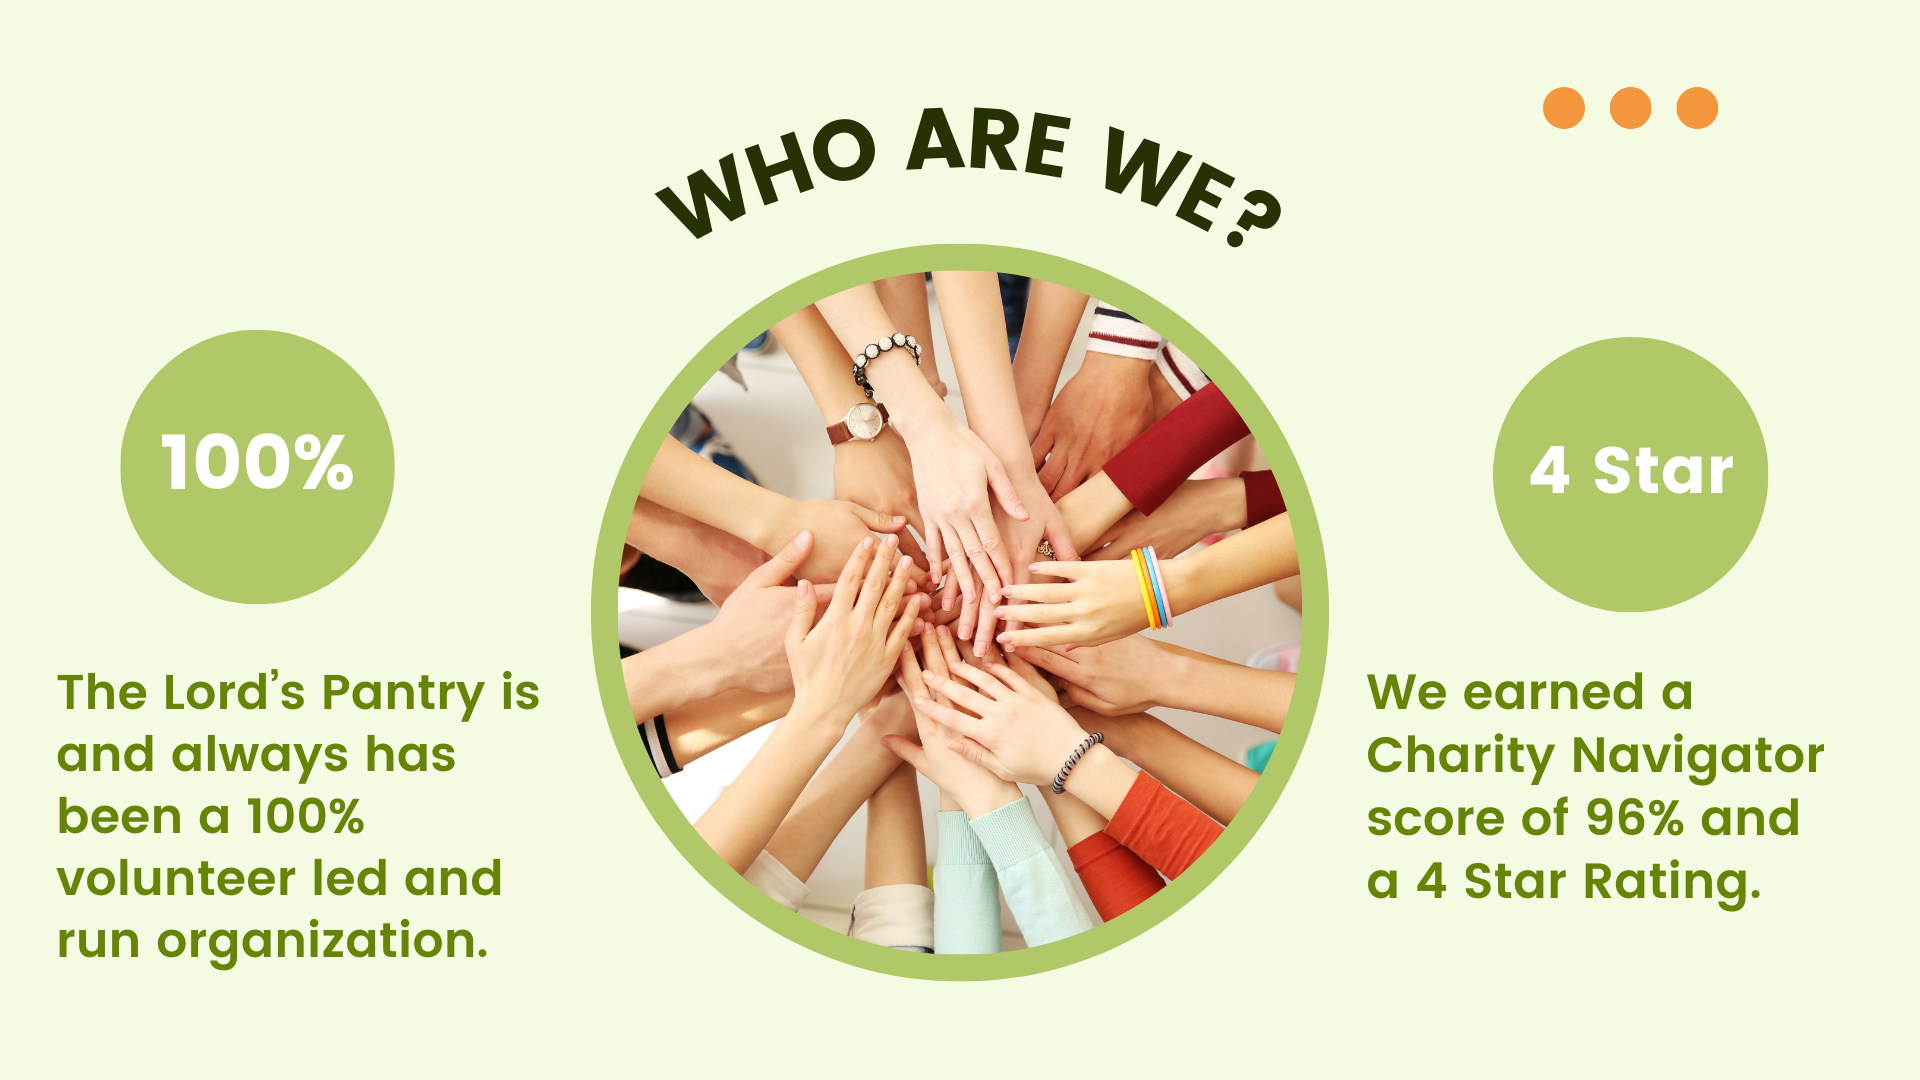 WHO ARE WE?
100%
The Lord’s Pantry is
and always has
been a 100%
volunteer led and
run organization.
4 Star
We earned a
Charity Navigator
score of 96% and
a 4 Star Rating.